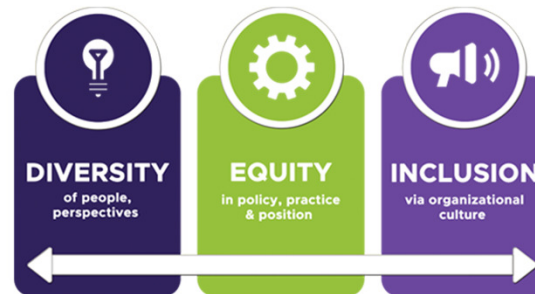 DIVERSITY
of people,
perspectives
EQUITY
in policy, practice
& position
INCLUSION
via organizational
culture